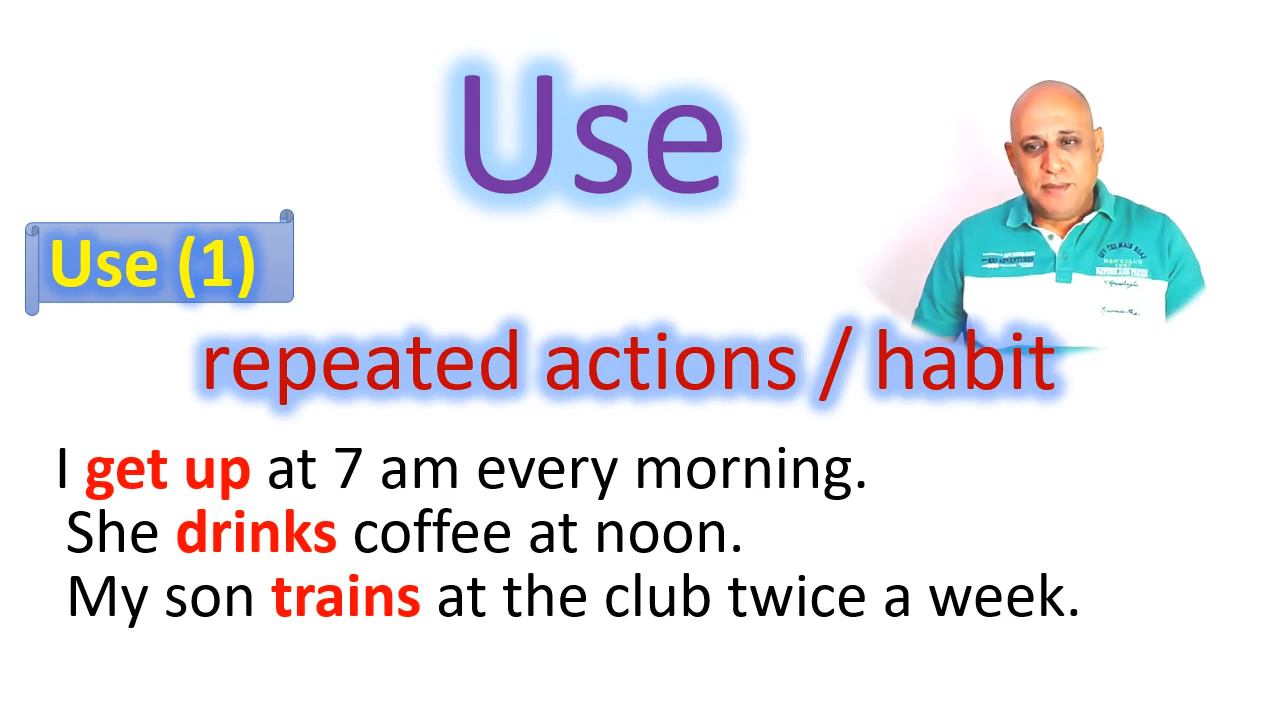 Use
Use (1)
repeated actions / habit
I get up at 7 am every morning.
She drinks coffee at noon.
My son trains at the club twice a week.